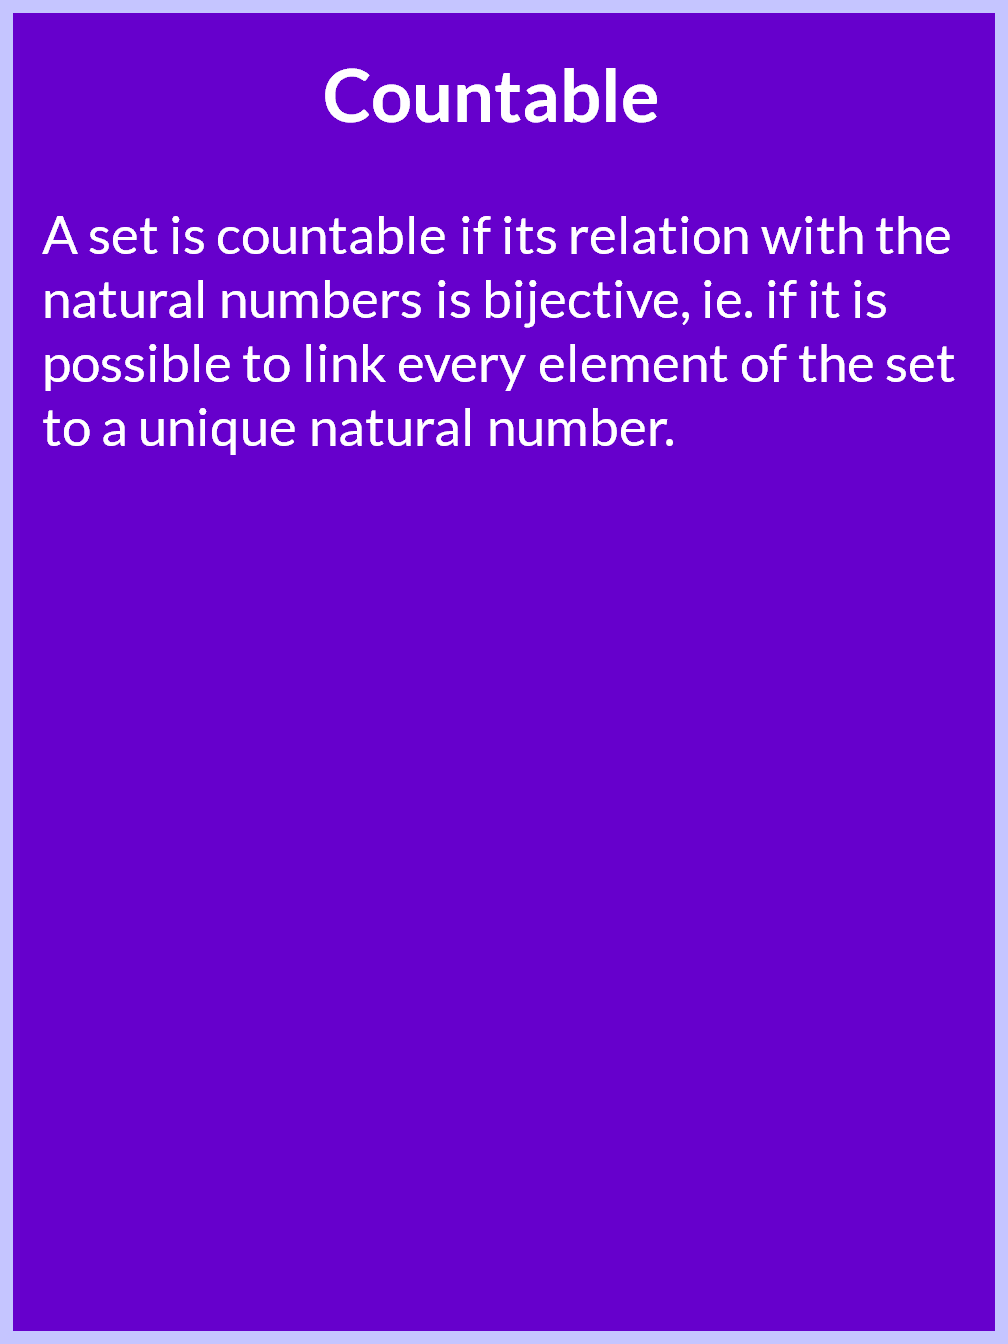 Countable
A set is countable if its relation with the
natural numbers is bijective, ie. if it is
possible to link every element of the set
to a unique natural number.